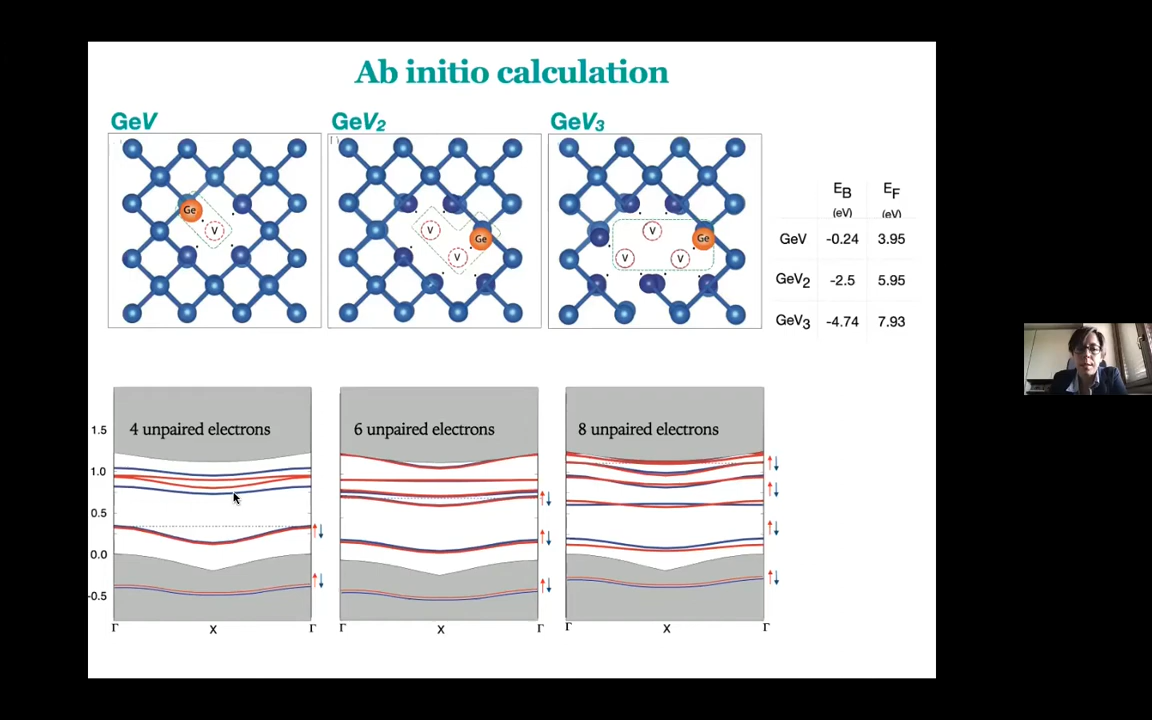 Ab initio calculation
GeV
GeV2
GeV3
Ge
V
V
V
Ge
V
V
V
Ge
EB
(eV)
EF
(eV)
GeV -0.24 3.95
GeV2 -2.5 5.95
GeV3 -4.74 7.93
4 unpaired electrons
6 unpaired electrons
8 unpaired electrons
1.5
1.0
0.5
0.0
-0.5
Γ X Γ
Γ X Γ
Γ X Γ